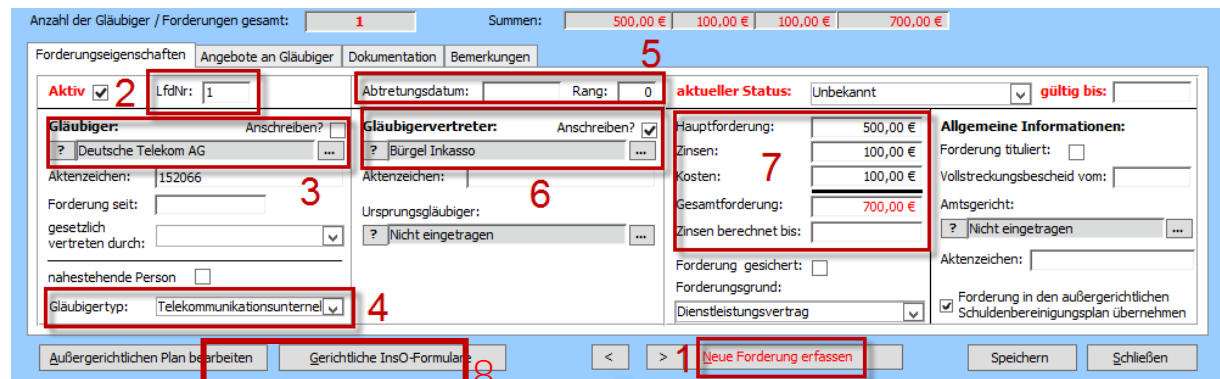 Anzahl der Gläubiger / Forderungen gesamt: 1 Summen: 500,00 € 100,00 € 100,00 € 700,00 €
Forderungseigenschaften Angebote an Gläubiger Dokumentation Bemerkungen 5
Aktiv 2 LfdNr: 1 Abtretungsdatum: Rang: 0 aktueller Status: Unbekannt gültig bis:
Gläubiger: Anschreiben? Gläubigervertreter: Anschreiben? Hauptforderung: 500,00 € Allgemeine Informationen:
? Deutsche Telekom AG ... ? Bürgel Inkasso ... Zinsen: 100,00 € Forderung tituliert:
Aktenzeichen: 152066 3 Aktenzeichen: 6 Kosten: 7 100,00 € Vollstreckungsbescheid vom:
Forderung seit: Ursprungsgläubiger: Gesamtforderung: 700,00 € Amtsgericht:
gesetzlich
vertreten durch: ? Nicht eingetragen ... Zinsen berechnet bis: ? Nicht eingetragen ...
nahestehende Person Forderung gesichert: Aktenzeichen:
Forderungsgrund:
Gläubigertyp: Telekommunikationsunternel 4 Dienstleistungsvertrag Forderung in den außergerichtlichen
Schuldenbereinigungsplan übernehmen
Außergerichtlichen Plan bearbeiten Gerichtliche InsO-Formulare 8 < > 1 Neue Forderung erfassen Speichern Schließen